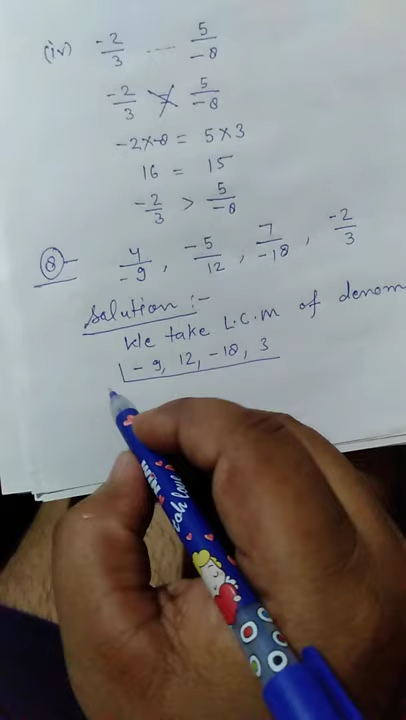 (iv) -2/3 .... 5/-8
-2/3 × 5/-8
-2×-8 = 5×3
16 = 15
-2/3 > 5/-8
Q- 4/-9, -5/12, 7/-18, -2/3
Solution :-
We take L.C.M of denom
-9, 12, -18, 3